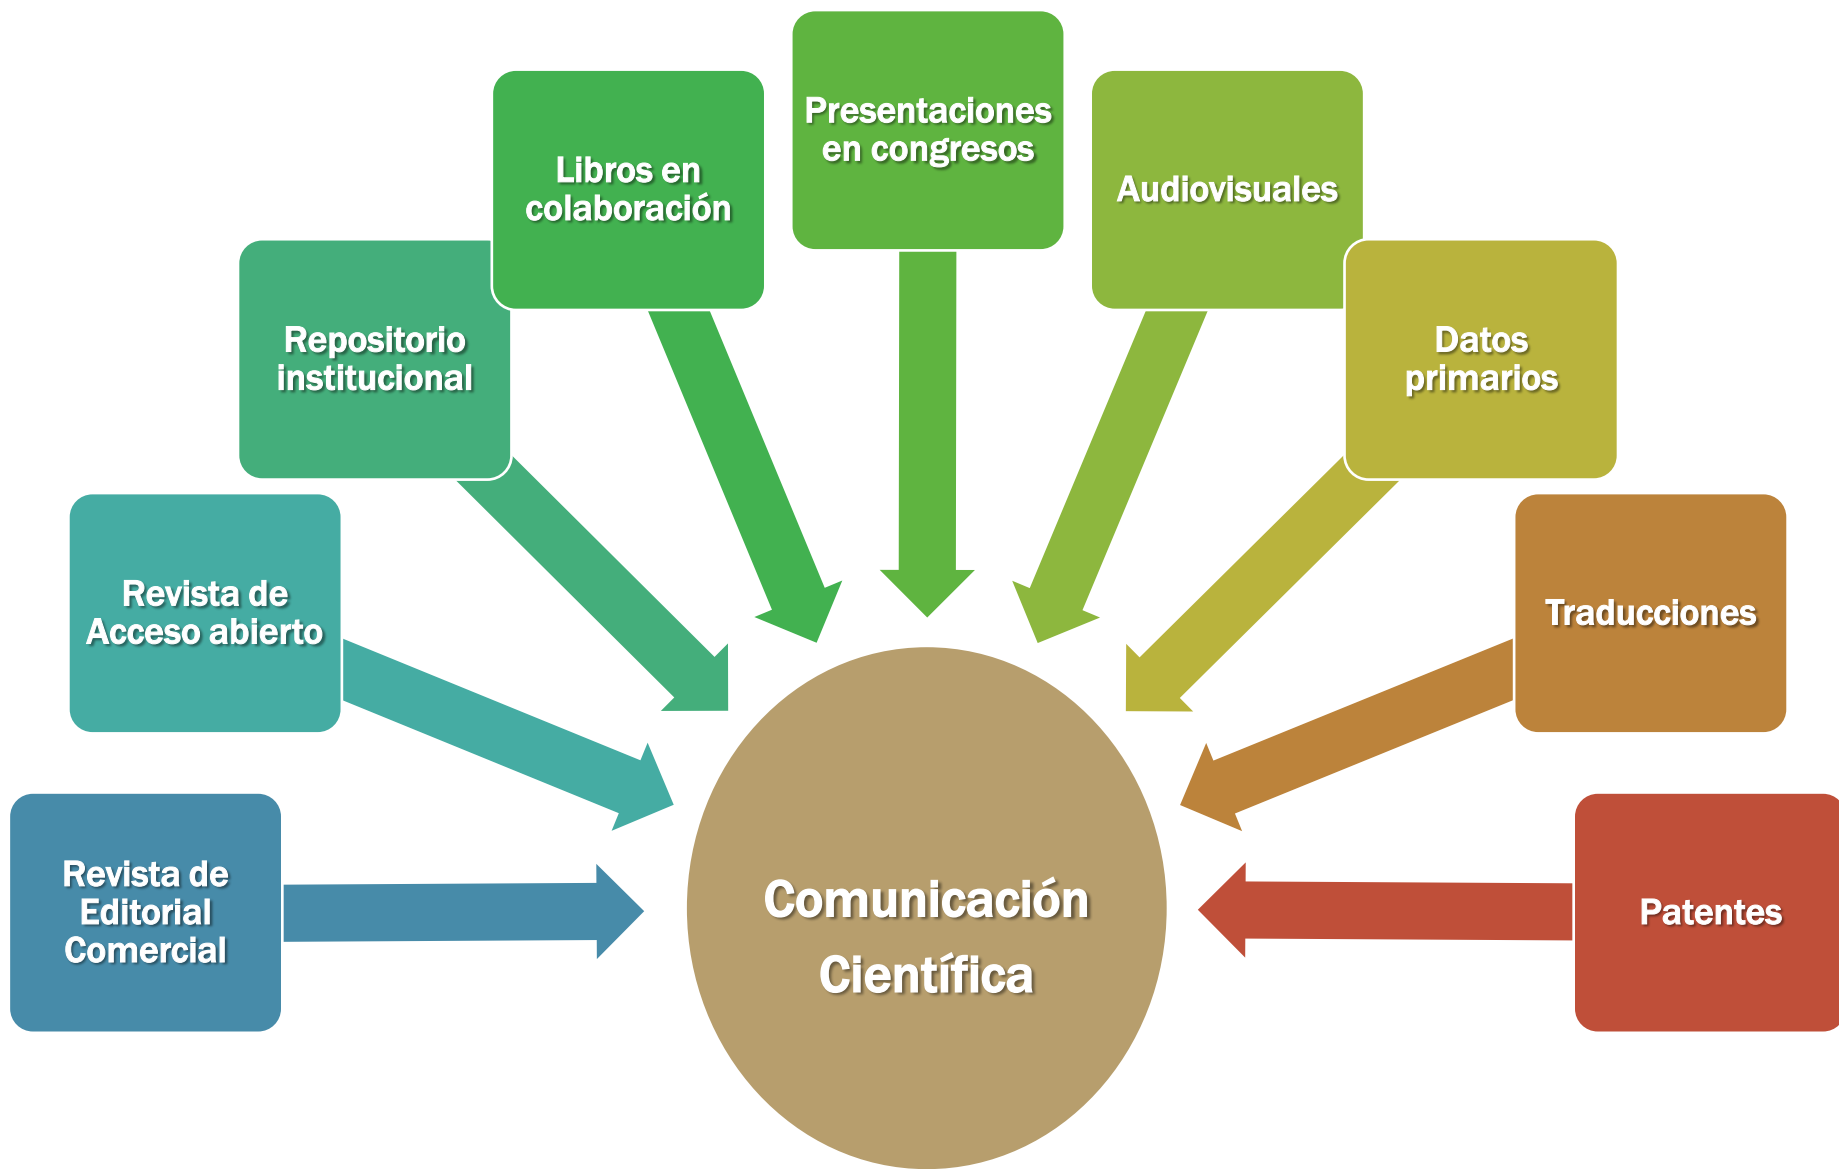 Presentaciones
en congresos
Libros en
colaboración
Audiovisuales
Repositorio
institucional
Datos
primarios
Revista de
Acceso abierto
Traducciones
Revista de
Editorial
Comercial
Comunicación
Científica
Patentes